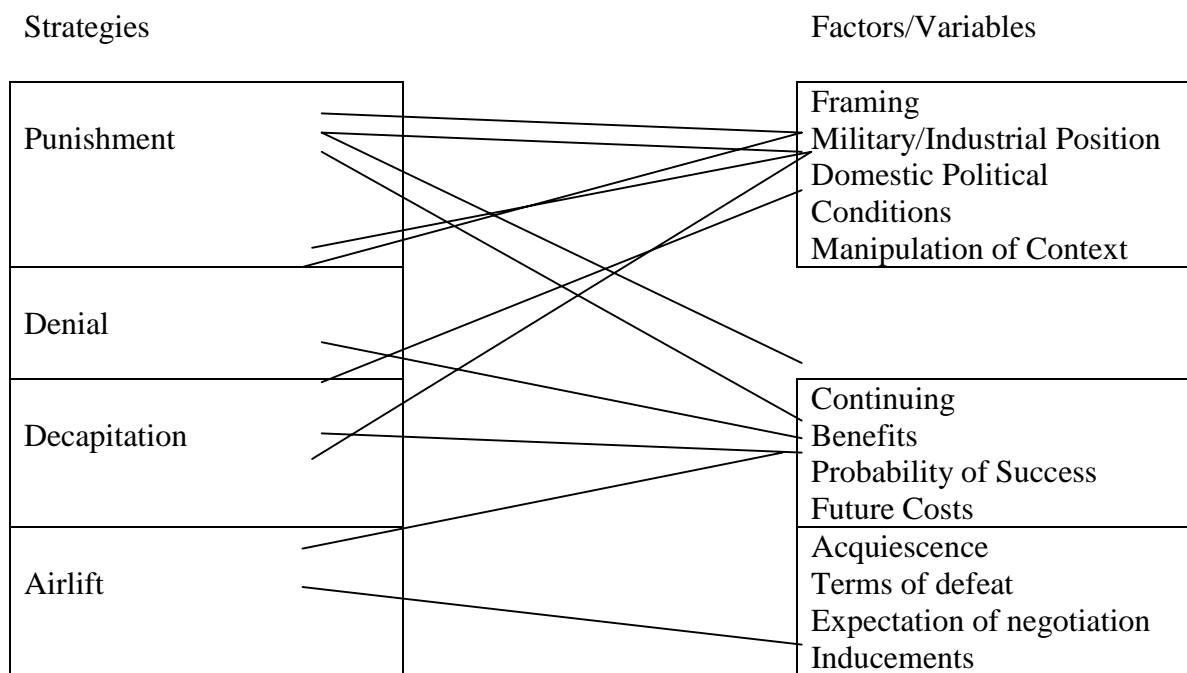 Strategies
Factors/Variables
Punishment
Denial
Decapitation
Airlift
Framing
Military/Industrial Position
Domestic Political
Conditions
Manipulation of Context
Continuing
Benefits
Probability of Success
Future Costs
Acquiescence
Terms of defeat
Expectation of negotiation
Inducements